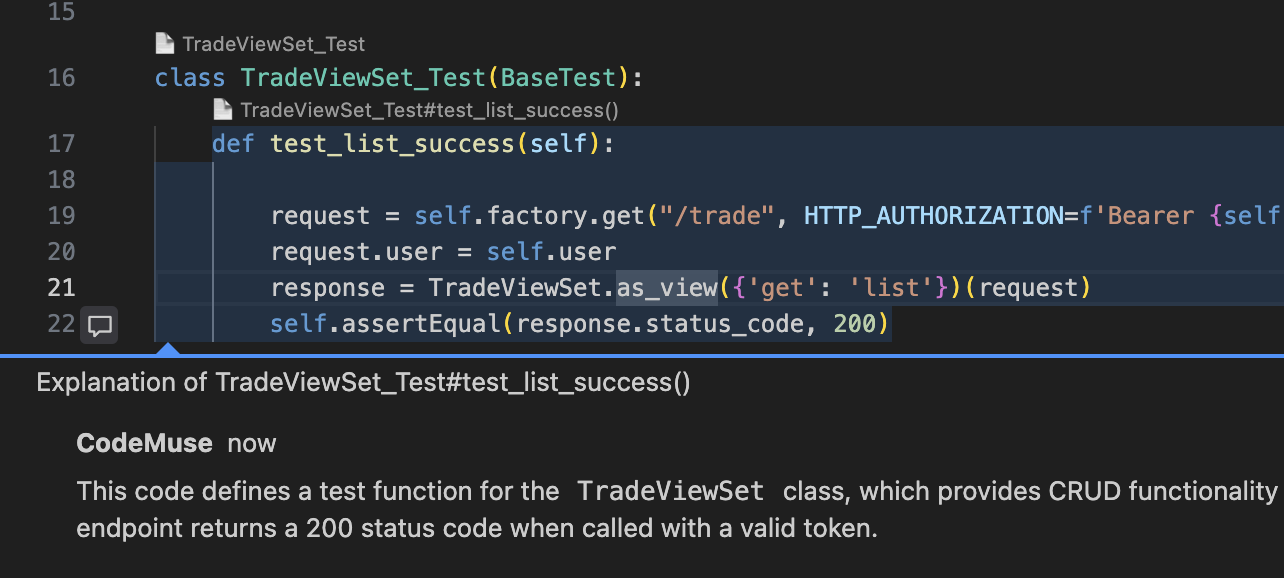 15
TradeViewSet_Test
16 class TradeViewSet_Test(BaseTest):
TradeViewSet_Test#test_list_success()
17 def test_list_success(self):
18
19 request = self.factory.get("/trade", HTTP_AUTHORIZATION=f'Bearer {self
20 request.user = self.user
21 response = TradeViewSet.as_view({'get': 'list'})(request)
22 self.assertEqual(response.status_code, 200)
Explanation of TradeViewSet_Test#test_list_success()
CodeMuse now
This code defines a test function for the TradeViewSet class, which provides CRUD functionality
endpoint returns a 200 status code when called with a valid token.